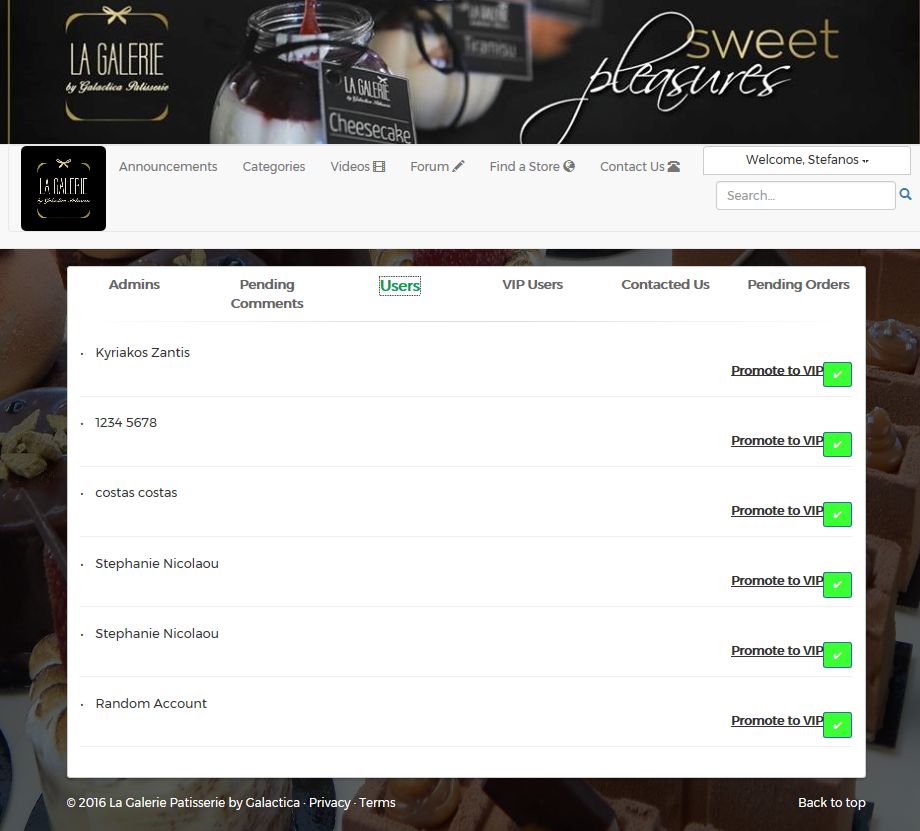 LA GALERIE
by Galactica Patisserie
LA GALERIE
Cheesecake
LA GALERIE
Tiramisu
sweet
pleasures
LA GALERIE
by Galactica Patisserie
Announcements
Categories
Videos
Forum
Find a Store
Contact Us
Welcome, Stefanos
Search...
Admins
Pending
Comments
Users
VIP Users
Contacted Us
Pending Orders
Kyriakos Zantis
Promote to VIP
1234 5678
Promote to VIP
costas costas
Promote to VIP
Stephanie Nicolaou
Promote to VIP
Stephanie Nicolaou
Promote to VIP
Random Account
Promote to VIP
© 2016 La Galerie Patisserie by Galactica · Privacy · Terms
Back to top